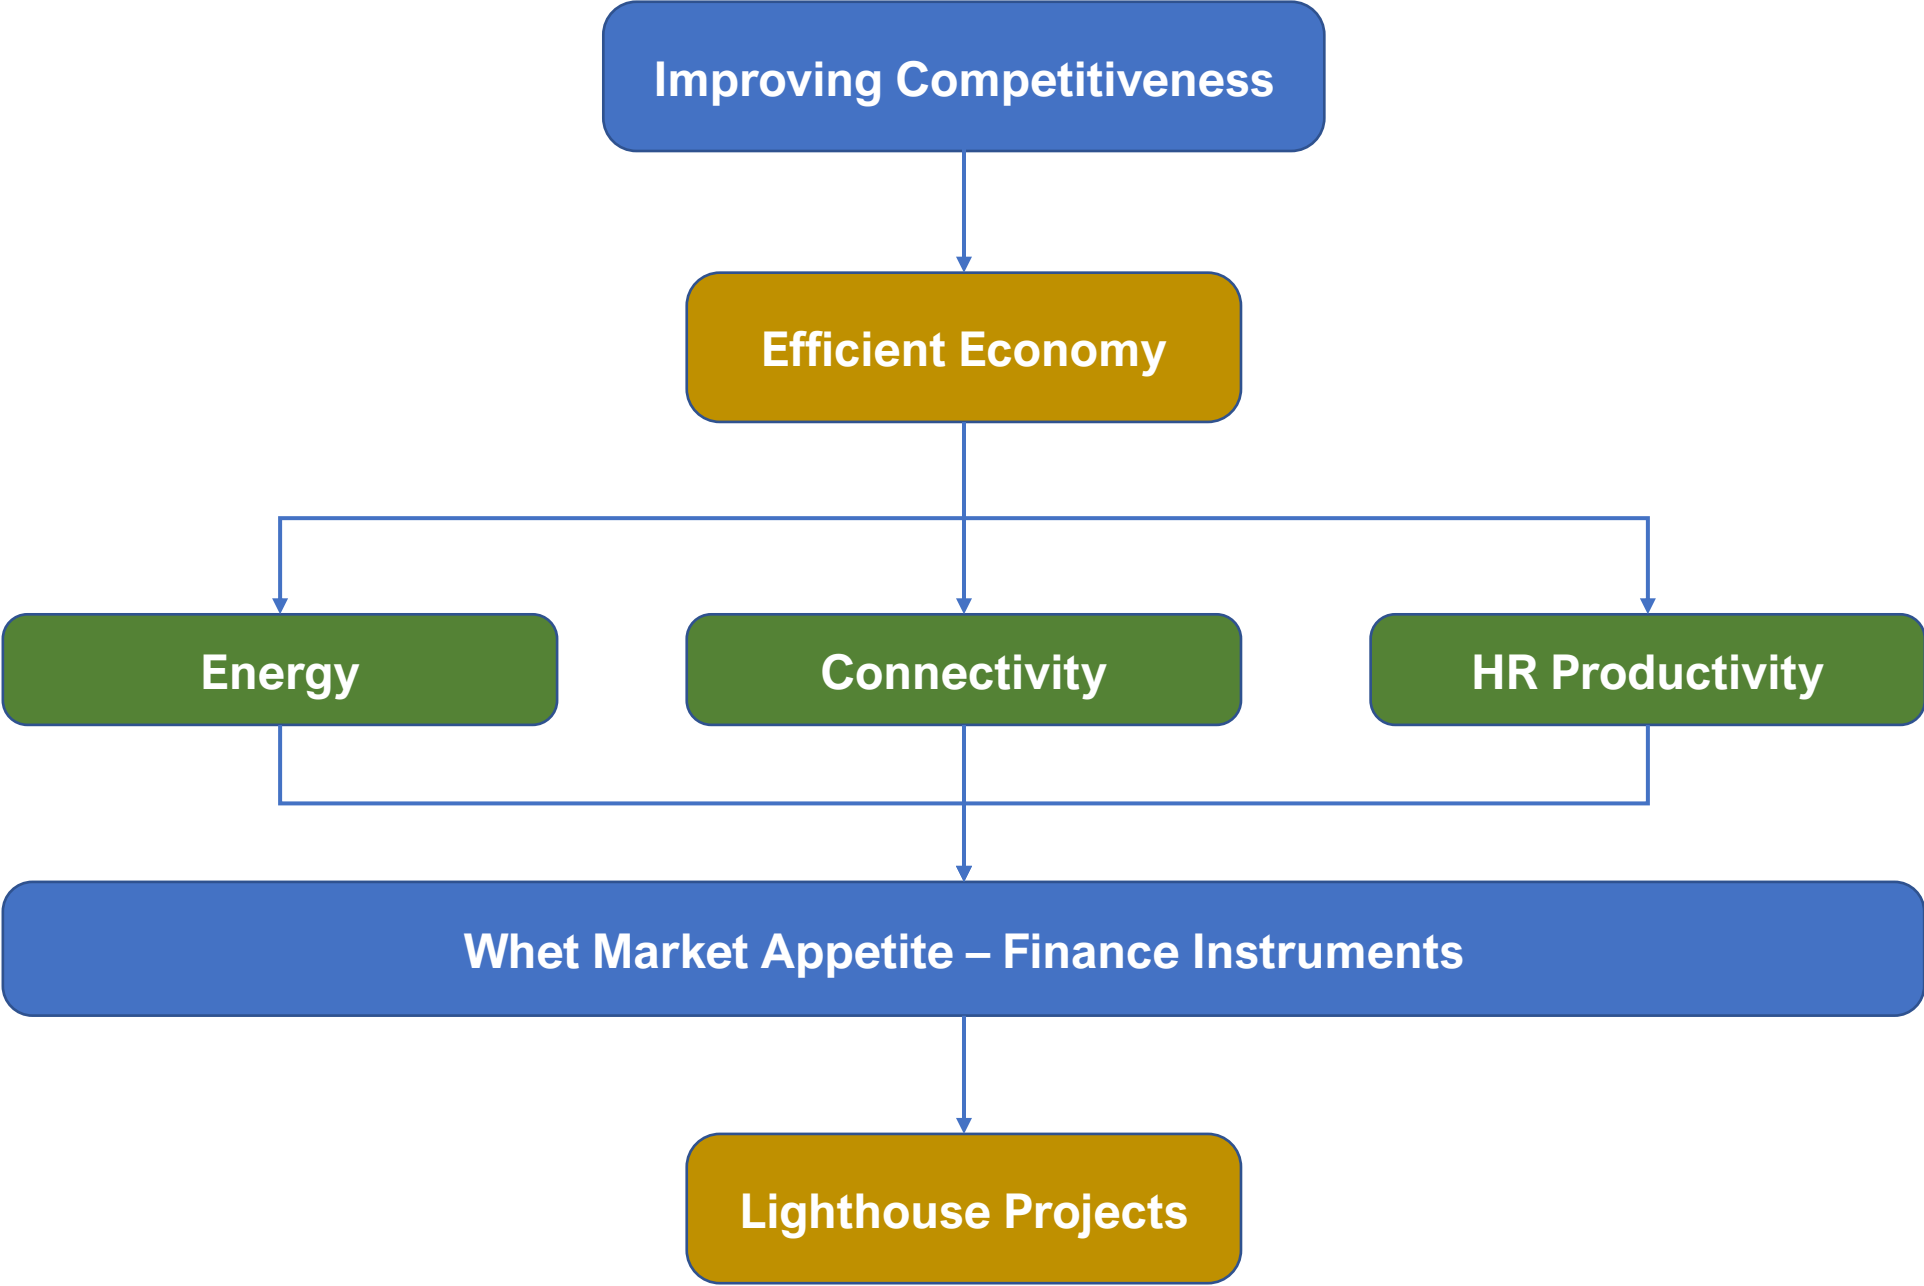 Improving Competitiveness
Efficient Economy
Energy
Connectivity
HR Productivity
Whet Market Appetite – Finance Instruments
Lighthouse Projects